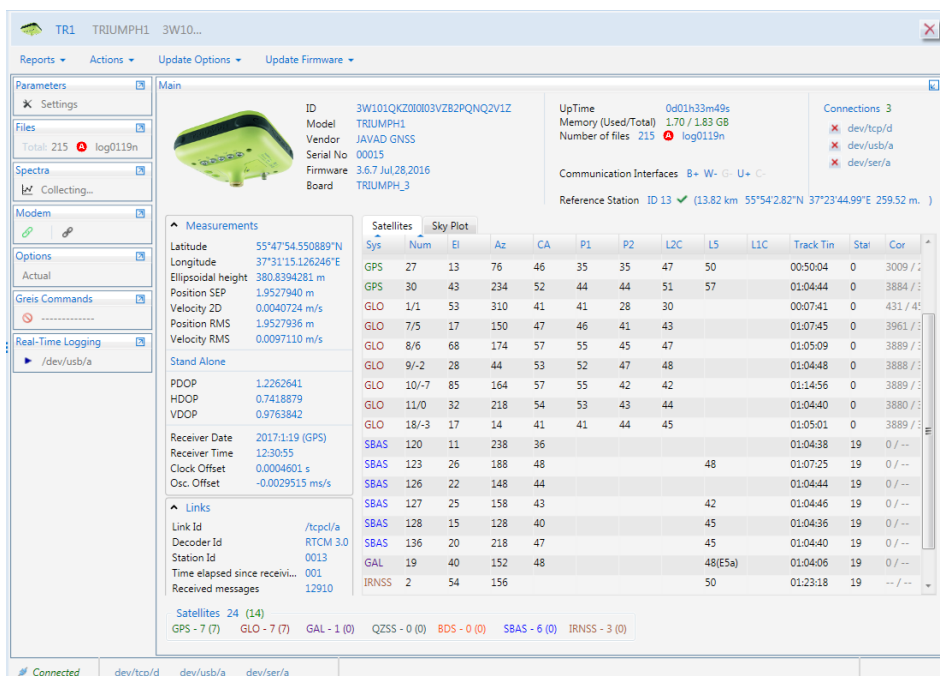 TR1 TRIUMPH1 3W10...
Reports Actions Update Options Update Firmware
Parameters
Settings
Files
Total: 215 A log0119n
Spectra
Collecting...
Modem
Options
Actual
Greis Commands
-------------
Real-Time Logging
/dev/usb/a
Main
ID 3W101QKZ0I0I03VZB2PQNQ2V1Z
Model TRIUMPH1
Vendor JAVAD GNSS
Serial No 00015
Firmware 3.6.7 Jul,28,2016
Board TRIUMPH_3
UpTime 0d01h33m49s
Memory (Used/Total) 1.70 / 1.83 GB
Number of files 215 A log0119n
Communication Interfaces B+ W- G- U+ C-
Reference Station ID 13 (13.82 km 55°54'2.82"N 37°23'44.99"E 259.52 m. )
Connections 3
dev/tcp/d
dev/usb/a
dev/ser/a
Measurements
Latitude 55°47'54.550889"N
Longitude 37°31'15.126246"E
Ellipsoidal height 380.8394281 m
Position SEP 1.9527940 m
Velocity 2D 0.0040724 m/s
Position RMS 1.9527936 m
Velocity RMS 0.0097110 m/s
Stand Alone
PDOP 1.2262641
HDOP 0.7418879
VDOP 0.9763842
Receiver Date 2017:1:19 (GPS)
Receiver Time 12:30:55
Clock Offset 0.0004601 s
Osc. Offset -0.0029515 ms/s
Links
Link Id /tcpcl/a
Decoder Id RTCM 3.0
Station Id 0013
Time elapsed since receivi... 001
Received messages 12910
Satellites Sky Plot
Sys Num El Az CA P1 P2 L2C L5 L1C Track Tim Stat Cor
GPS 27 13 76 46 35 35 47 50 00:50:04 0 3009 / 2
GPS 30 43 234 52 44 44 51 57 01:04:44 0 3884 / 3
GLO 1/1 53 310 41 41 28 30 00:07:41 0 431 / 45
GLO 7/5 17 150 47 46 41 43 01:07:45 0 3961 / 3
GLO 8/6 68 174 57 55 45 47 01:05:09 0 3889 / 3
GLO 9/-2 28 44 53 52 47 48 01:04:48 0 3888 / 3
GLO 10/-7 85 164 57 55 42 42 01:14:56 0 3889 / 3
GLO 11/0 32 218 54 53 43 44 01:04:40 0 3880 / 3
GLO 18/-3 17 14 41 41 44 45 01:05:01 0 3889 / 3
SBAS 120 11 238 36 01:04:38 19 0 / --
SBAS 123 26 188 48 48 01:07:25 19 0 / --
SBAS 126 22 148 44 01:04:44 19 0 / --
SBAS 127 25 158 43 42 01:04:46 19 0 / --
SBAS 128 15 128 40 45 01:04:36 19 0 / --
SBAS 136 20 218 47 45 01:04:40 19 0 / --
GAL 19 40 152 48 48(E5a) 01:04:06 19 0 / --
IRNSS 2 54 156 50 01:23:18 19 -- / --
Satellites 24 (14)
GPS - 7 (7) GLO - 7 (7) GAL - 1 (0) QZSS - 0 (0) BDS - 0 (0) SBAS - 6 (0) IRNSS - 3 (0)
Connected dev/tcp/d dev/usb/a dev/ser/a